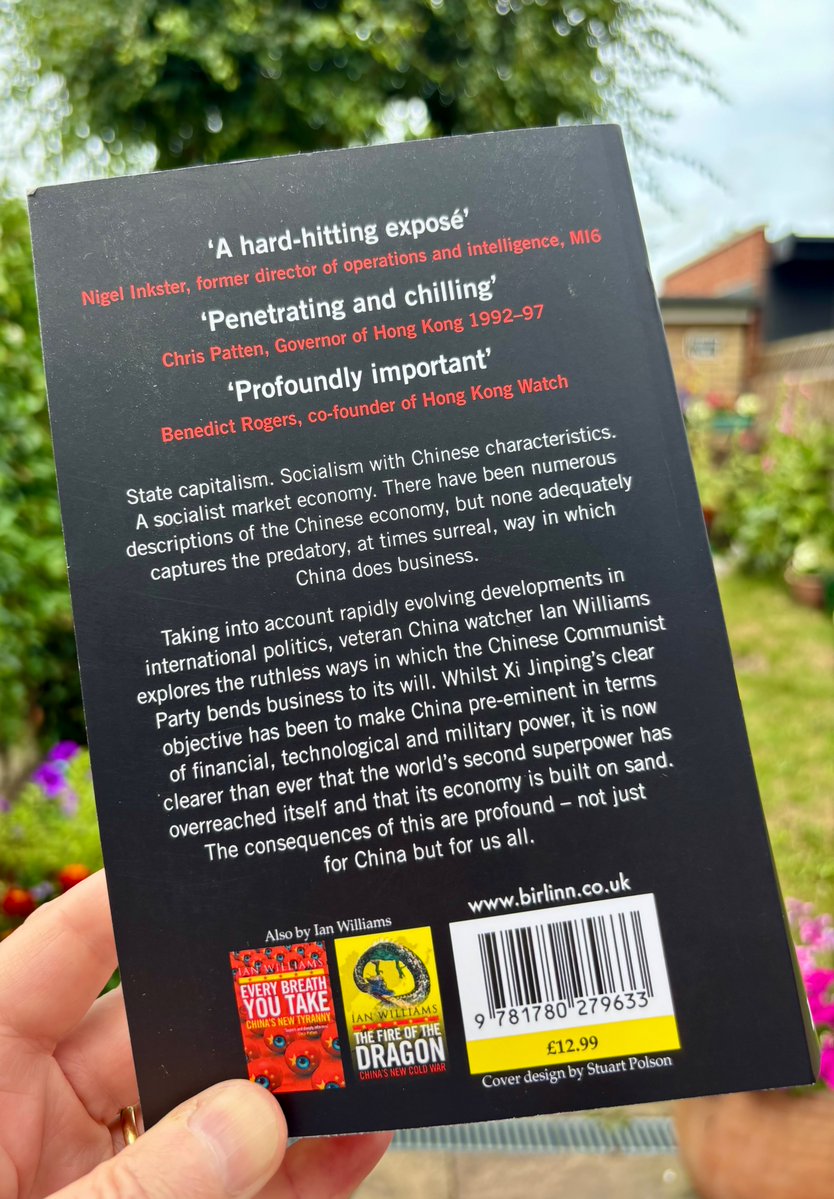 ‘A hard-hitting exposé’
Nigel Inkster, former director of operations and intelligence, MI6
‘Penetrating and chilling’
Chris Patten, Governor of Hong Kong 1992–97
‘Profoundly important’
Benedict Rogers, co-founder of Hong Kong Watch
State capitalism. Socialism with Chinese characteristics.
A socialist market economy. There have been numerous
descriptions of the Chinese economy, but none adequately
captures the predatory, at times surreal, way in which
China does business.
Taking into account rapidly evolving developments in
international politics, veteran China watcher Ian Williams
explores the ruthless ways in which the Chinese Communist
Party bends business to its will. Whilst Xi Jinping’s clear
objective has been to make China pre-eminent in terms
of financial, technological and military power, it is now
clearer than ever that the world’s second superpower has
overreached itself and that its economy is built on sand.
The consequences of this are profound – not just
for China but for us all.
www.birlinn.co.uk
Also by Ian Williams
IAN WILLIAMS
EVERY BREATH
YOU TAKE
CHINA'S NEW TYRANNY
IAN WILLIAMS
THE FIRE OF THE
DRAGON
CHINA'S NEW COLD WAR
9 781780 279633
£12.99
Cover design by Stuart Polson